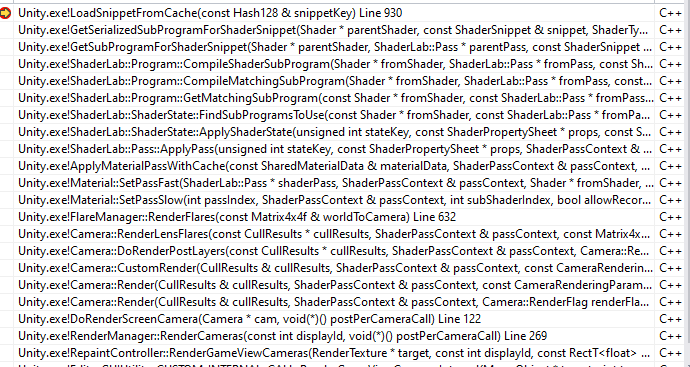 Unity.exe!LoadSnippetFromCache(const Hash128 & snippetKey) Line 930 C++
Unity.exe!GetSerializedSubProgramForShaderSnippet(Shader * parentShader, const ShaderSnippet & snippet, ShaderTy... C++
Unity.exe!GetSubProgramForShaderSnippet(Shader * parentShader, ShaderLab::Pass * parentPass, const ShaderSnippet ... C++
Unity.exe!ShaderLab::Program::CompileShaderSubProgram(Shader * fromShader, ShaderLab::Pass * fromPass, const Sh... C++
Unity.exe!ShaderLab::Program::CompileMatchingSubProgram(Shader * fromShader, ShaderLab::Pass * fromPass, const... C++
Unity.exe!ShaderLab::Program::GetMatchingSubProgram(const Shader * fromShader, const ShaderLab::Pass * fromPass... C++
Unity.exe!ShaderLab::ShaderState::FindSubProgramsToUse(const Shader * fromShader, const ShaderLab::Pass * fromPa... C++
Unity.exe!ShaderLab::ShaderState::ApplyShaderState(unsigned int stateKey, const ShaderPropertySheet * props, const S... C++
Unity.exe!ShaderLab::Pass::ApplyPass(unsigned int stateKey, const ShaderPropertySheet * props, ShaderPassContext & ... C++
Unity.exe!ApplyMaterialPassWithCache(const SharedMaterialData & materialData, ShaderPassContext & passContext, ... C++
Unity.exe!Material::SetPassFast(ShaderLab::Pass * shaderPass, ShaderPassContext & passContext, Shader * fromShader, ... C++
Unity.exe!Material::SetPassSlow(int passIndex, ShaderPassContext & passContext, int subShaderIndex, bool allowRecor... C++
Unity.exe!FlareManager::RenderFlares(const Matrix4x4f & worldToCamera) Line 632 C++
Unity.exe!Camera::RenderLensFlares(const CullResults * cullResults, ShaderPassContext & passContext, const Matrix4x... C++
Unity.exe!Camera::DoRenderPostLayers(const CullResults * cullResults, ShaderPassContext & passContext, Camera::Re... C++
Unity.exe!Camera::CustomRender(CullResults & cullResults, ShaderPassContext & passContext, const CameraRenderin... C++
Unity.exe!Camera::Render(CullResults & cullResults, ShaderPassContext & passContext, const CameraRenderingParam... C++
Unity.exe!Camera::Render(CullResults & cullResults, ShaderPassContext & passContext, Camera::RenderFlag renderFla... C++
Unity.exe!DoRenderScreenCamera(Camera * cam, void(*)() postPerCameraCall) Line 122 C++
Unity.exe!RenderManager::RenderCameras(const int displayId, void(*)() postPerCameraCall) Line 269 C++
Unity.exe!RepaintController::RenderGameViewCameras(RenderTexture * target, const int displayId, const RectT<float> ... C++